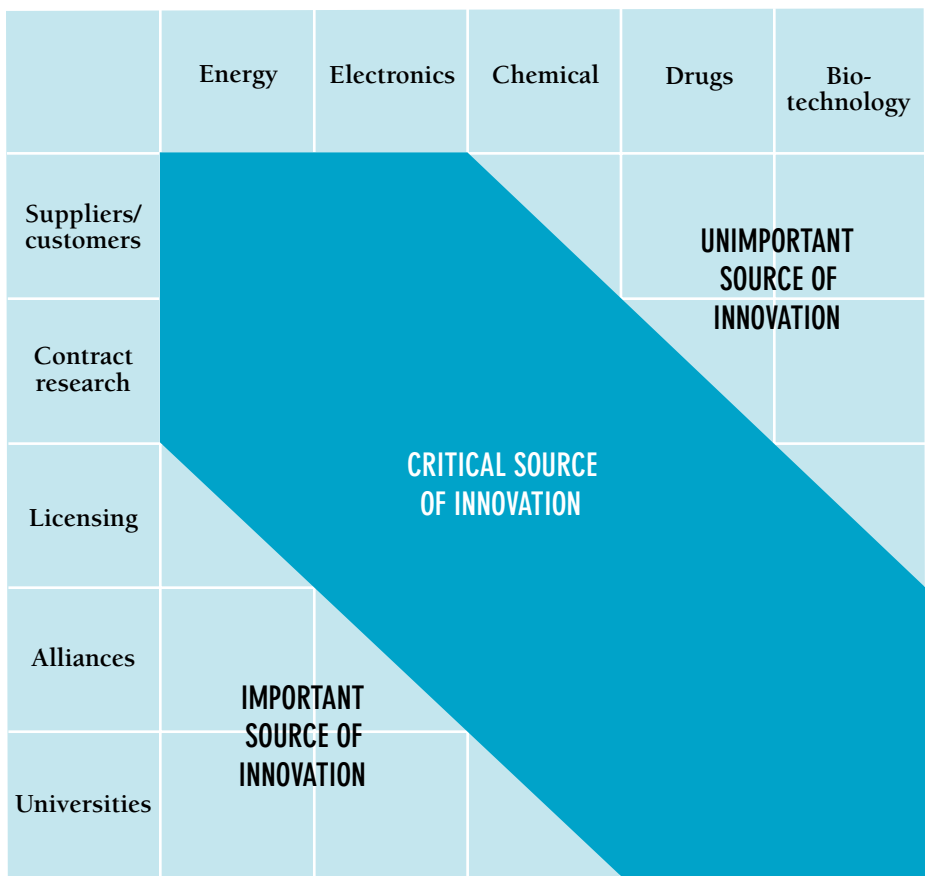 Energy
Electronics
Chemical
Drugs
Bio-
technology
Suppliers/
customers
UNIMPORTANT
SOURCE OF
INNOVATION
Contract
research
CRITICAL SOURCE
OF INNOVATION
Licensing
Alliances
IMPORTANT
SOURCE OF
INNOVATION
Universities